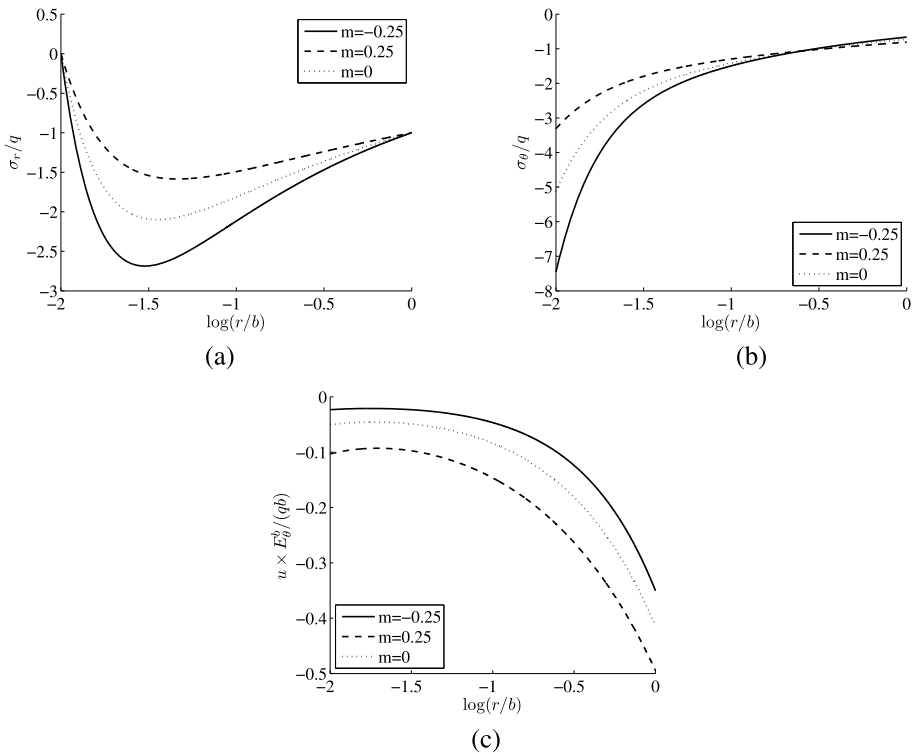 0.5
0
−0.5
−1
−1.5
−2
−2.5
−3
−2 −1.5 −1 −0.5 0
σ_r/q
log(r/b)
m=−0.25
m=0.25
m=0
(a)
0
−1
−2
−3
−4
−5
−6
−7
−8
−2 −1.5 −1 −0.5 0
σ_θ/q
log(r/b)
m=−0.25
m=0.25
m=0
(b)
0
−0.1
−0.2
−0.3
−0.4
−0.5
−2 −1.5 −1 −0.5 0
u × E_θ^b/(qb)
log(r/b)
m=−0.25
m=0.25
m=0
(c)